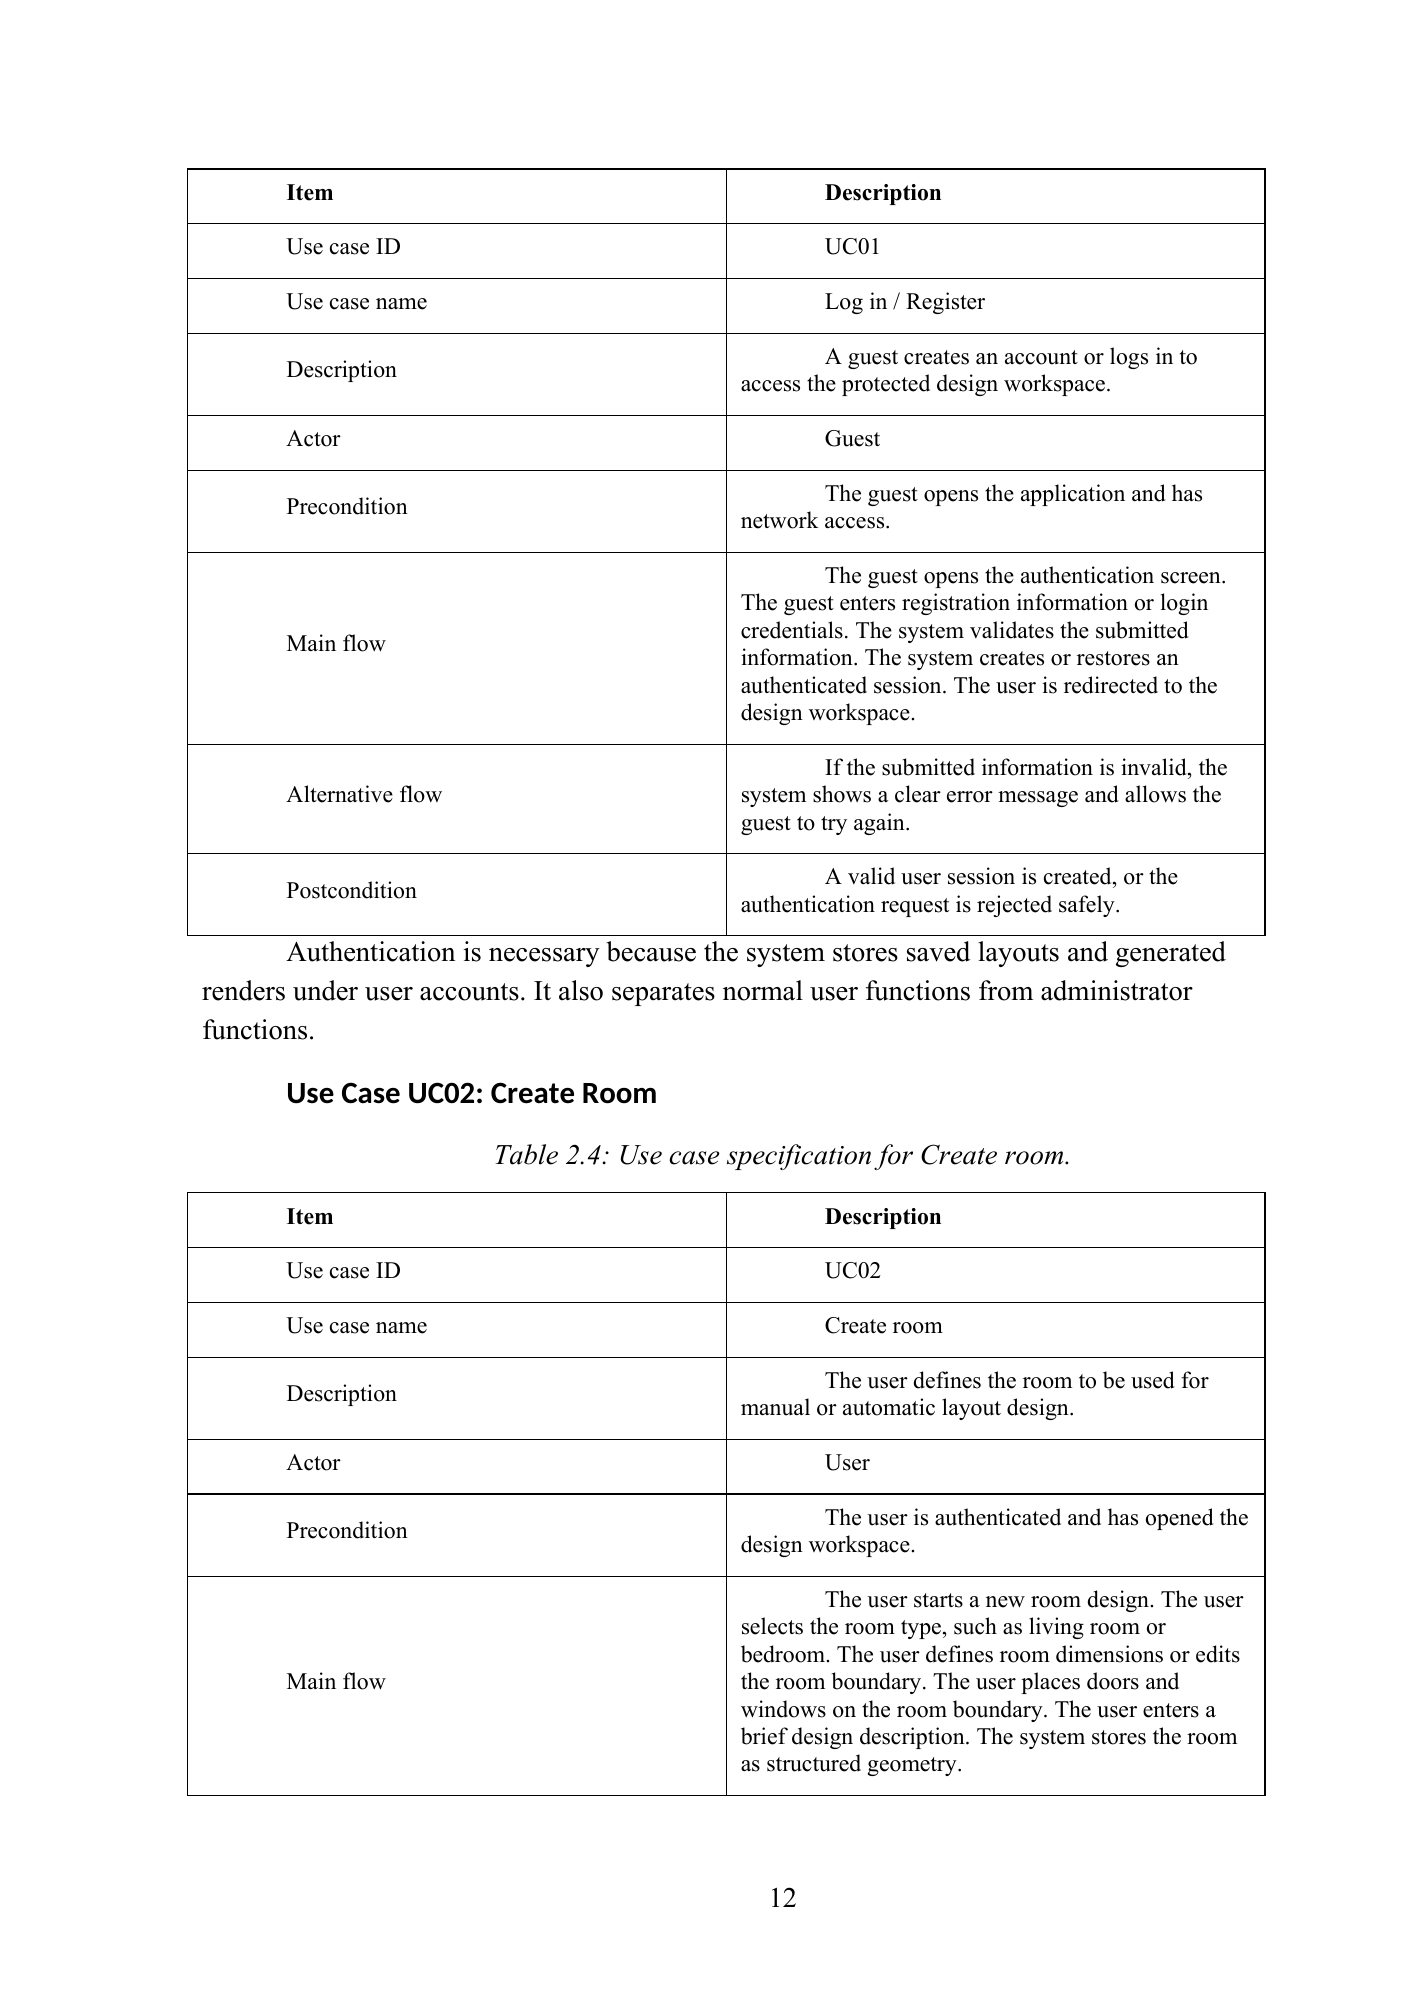 Item Description
Use case ID UC01
Use case name Log in / Register
Description A guest creates an account or logs in to
access the protected design workspace.
Actor Guest
Precondition The guest opens the application and has
network access.
Main flow The guest opens the authentication screen.
The guest enters registration information or login
credentials. The system validates the submitted
information. The system creates or restores an
authenticated session. The user is redirected to the
design workspace.
Alternative flow If the submitted information is invalid, the
system shows a clear error message and allows the
guest to try again.
Postcondition A valid user session is created, or the
authentication request is rejected safely.
Authentication is necessary because the system stores saved layouts and generated
renders under user accounts. It also separates normal user functions from administrator
functions.
Use Case UC02: Create Room
Table 2.4: Use case specification for Create room.
Item Description
Use case ID UC02
Use case name Create room
Description The user defines the room to be used for
manual or automatic layout design.
Actor User
Precondition The user is authenticated and has opened the
design workspace.
Main flow The user starts a new room design. The user
selects the room type, such as living room or
bedroom. The user defines room dimensions or edits
the room boundary. The user places doors and
windows on the room boundary. The user enters a
brief design description. The system stores the room
as structured geometry.
12